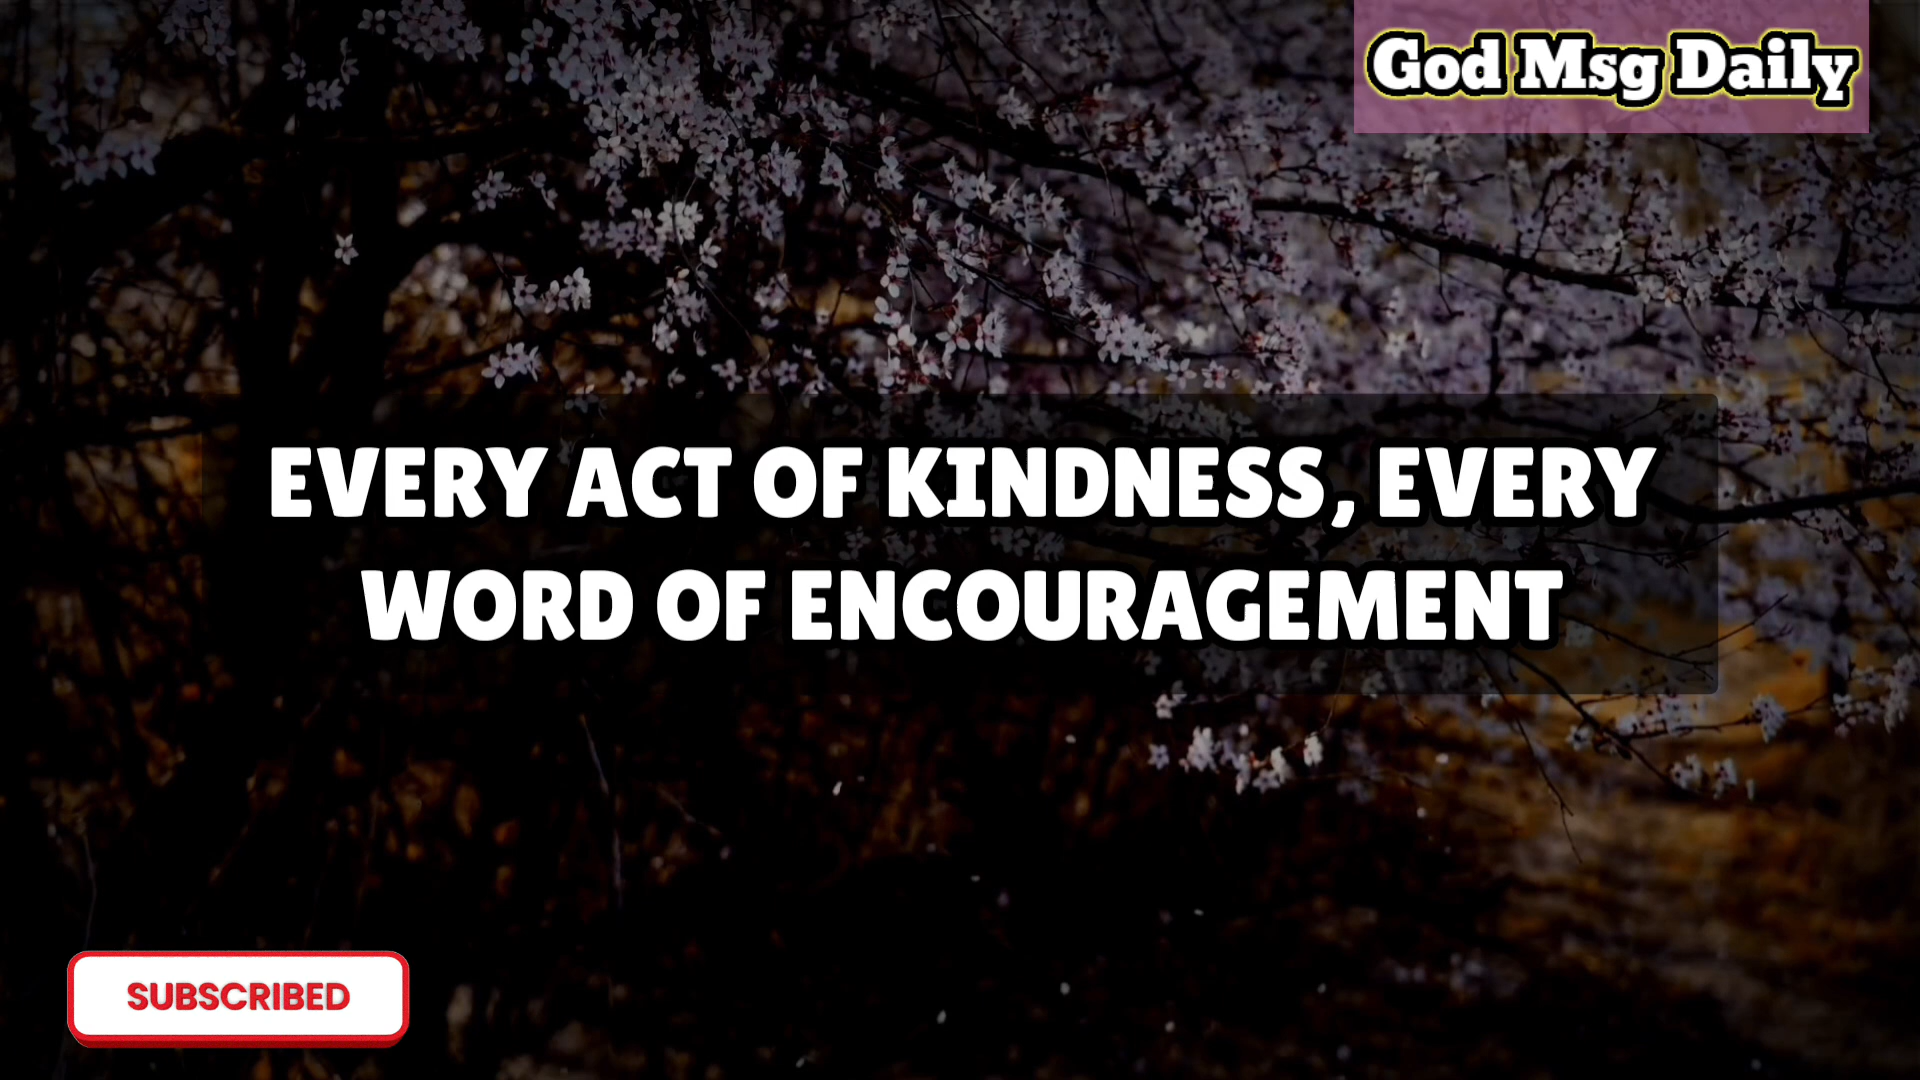 God Msg Daily
EVERY ACT OF KINDNESS, EVERY
WORD OF ENCOURAGEMENT
SUBSCRIBED